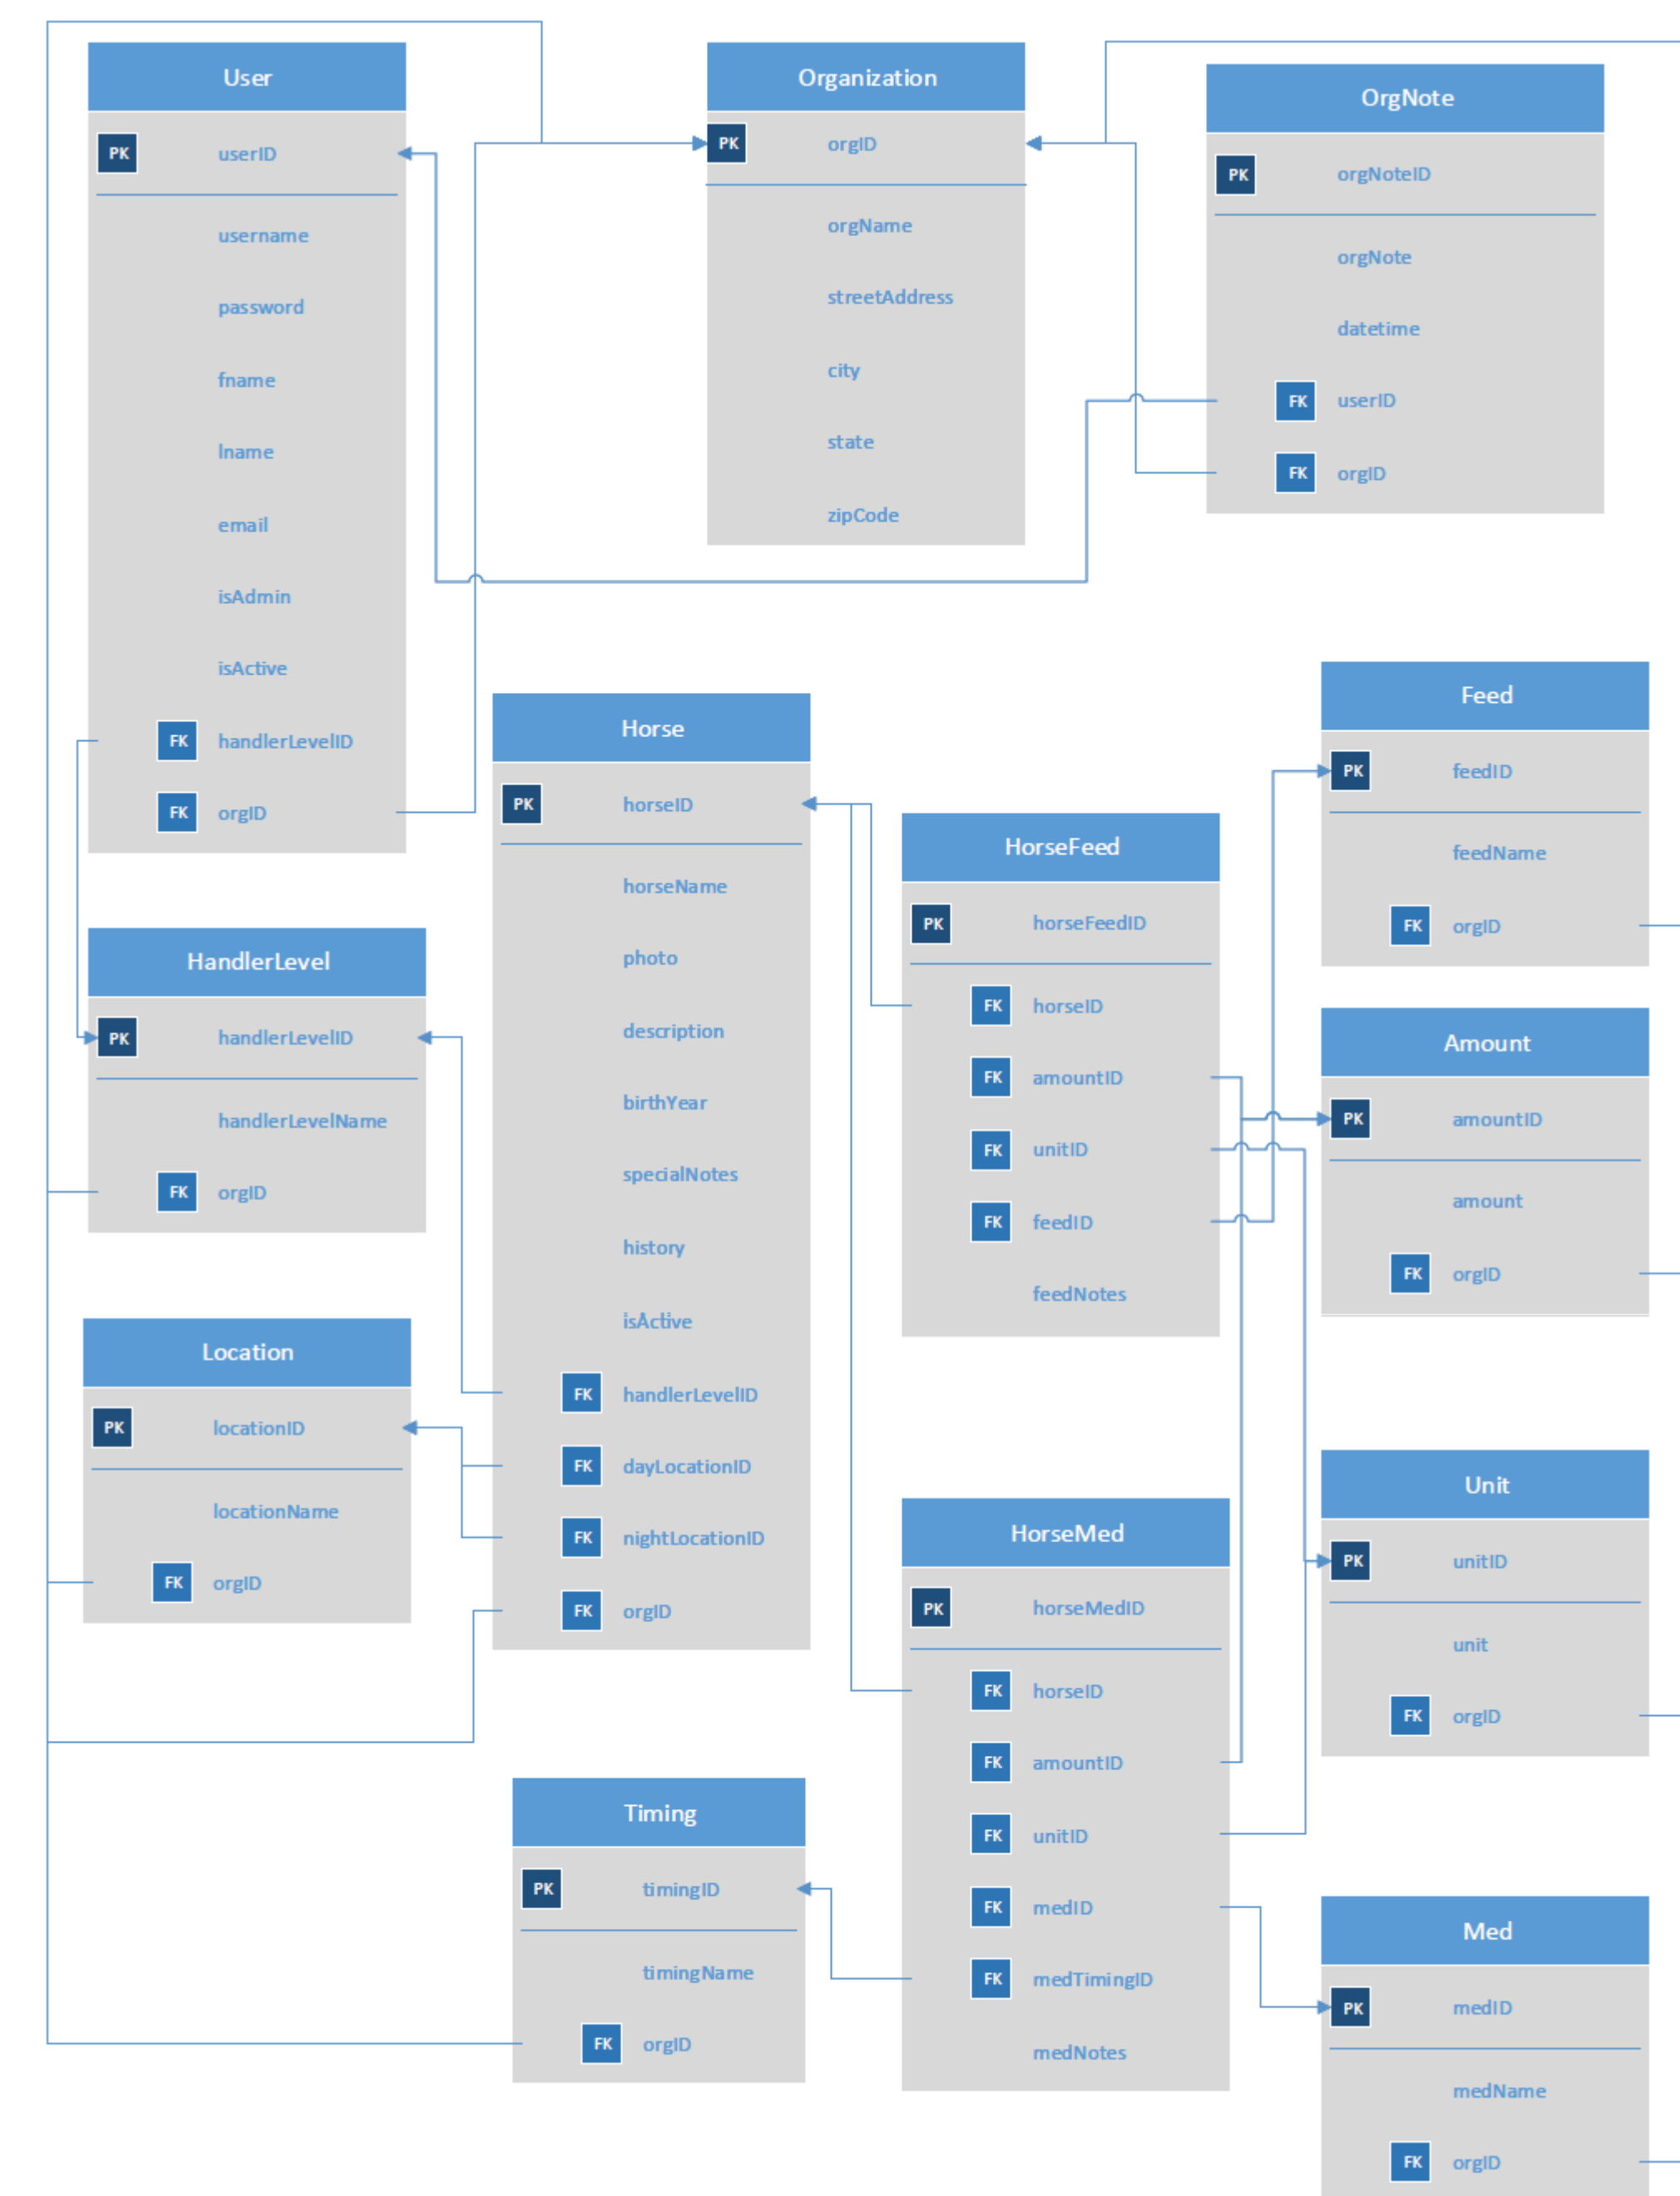 User
PK userID
username
password
fname
lname
email
isAdmin
isActive
FK handlerLevelID
FK orgID
Organization
PK orgID
orgName
streetAddress
city
state
zipCode
OrgNote
PK orgNoteID
orgNote
datetime
FK userID
FK orgID
HandlerLevel
PK handlerLevelID
handlerLevelName
FK orgID
Location
PK locationID
locationName
FK orgID
Horse
PK horseID
horseName
photo
description
birthYear
specialNotes
history
isActive
FK handlerLevelID
FK dayLocationID
FK nightLocationID
FK orgID
Timing
PK timingID
timingName
FK orgID
HorseFeed
PK horseFeedID
FK horseID
FK amountID
FK unitID
FK feedID
feedNotes
HorseMed
PK horseMedID
FK horseID
FK amountID
FK unitID
FK medID
FK medTimingID
medNotes
Feed
PK feedID
feedName
FK orgID
Amount
PK amountID
amount
FK orgID
Unit
PK unitID
unit
FK orgID
Med
PK medID
medName
FK orgID